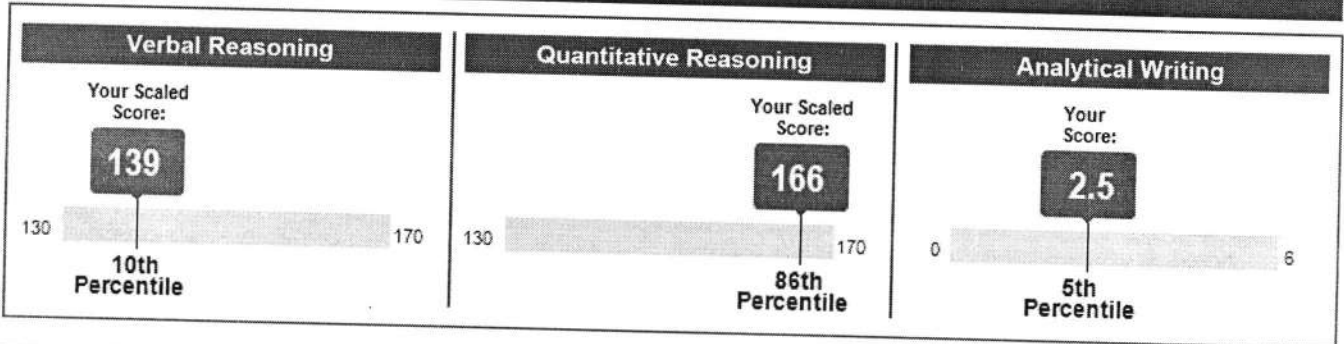 Verbal Reasoning
Your Scaled
Score:
139
130
170
10th
Percentile
Quantitative Reasoning
Your Scaled
Score:
166
130
170
86th
Percentile
Analytical Writing
Your
Score:
2.5
0
6
5th
Percentile